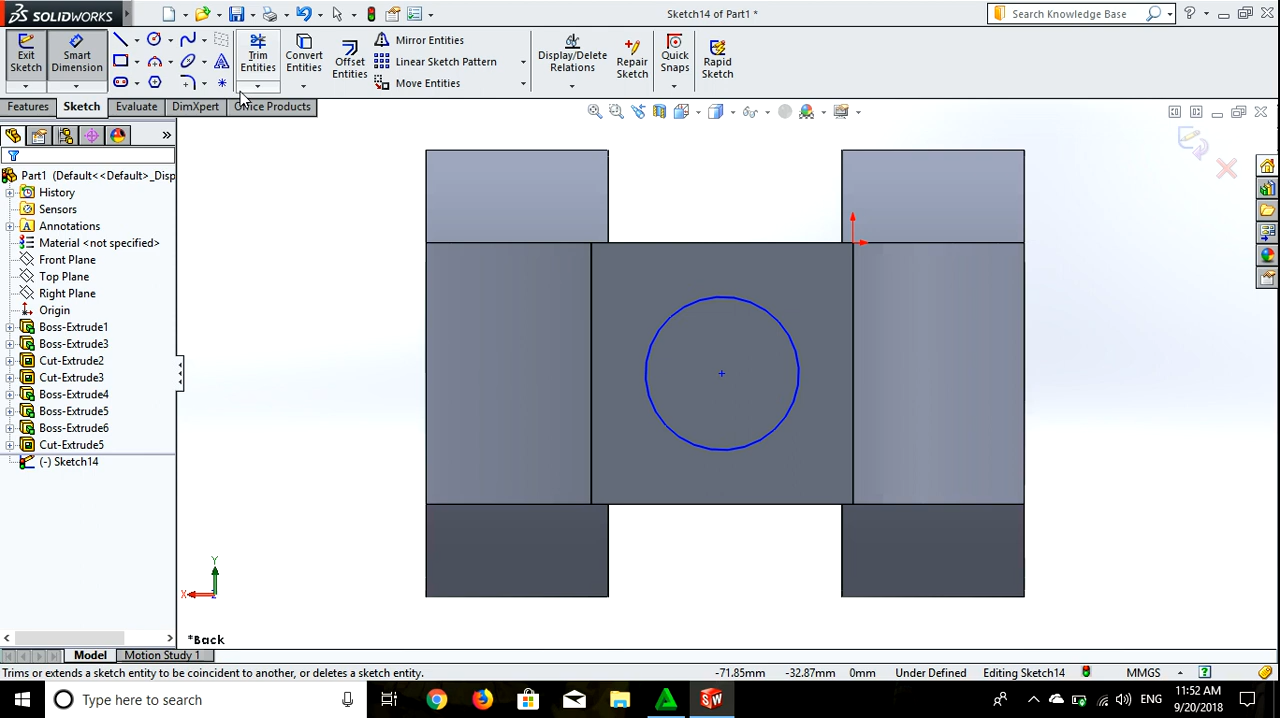 SOLIDWORKS
Sketch14 of Part1 *
Search Knowledge Base
Exit Sketch
Smart Dimension
Trim Entities
Convert Entities
Offset Entities
Mirror Entities
Linear Sketch Pattern
Move Entities
Display/Delete Relations
Repair Sketch
Quick Snaps
Rapid Sketch
Features
Sketch
Evaluate
DimXpert
Office Products
Part1 (Default<<Default>_Disp
History
Sensors
Annotations
Material <not specified>
Front Plane
Top Plane
Right Plane
Origin
Boss-Extrude1
Boss-Extrude3
Cut-Extrude2
Cut-Extrude3
Boss-Extrude4
Boss-Extrude5
Boss-Extrude6
Cut-Extrude5
(-) Sketch14
Y
X
*Back
Model
Motion Study 1
Trims or extends a sketch entity to be coincident to another, or deletes a sketch entity.
-71.85mm
-32.87mm
0mm
Under Defined
Editing Sketch14
MMGS
Type here to search
ENG
11:52 AM
9/20/2018